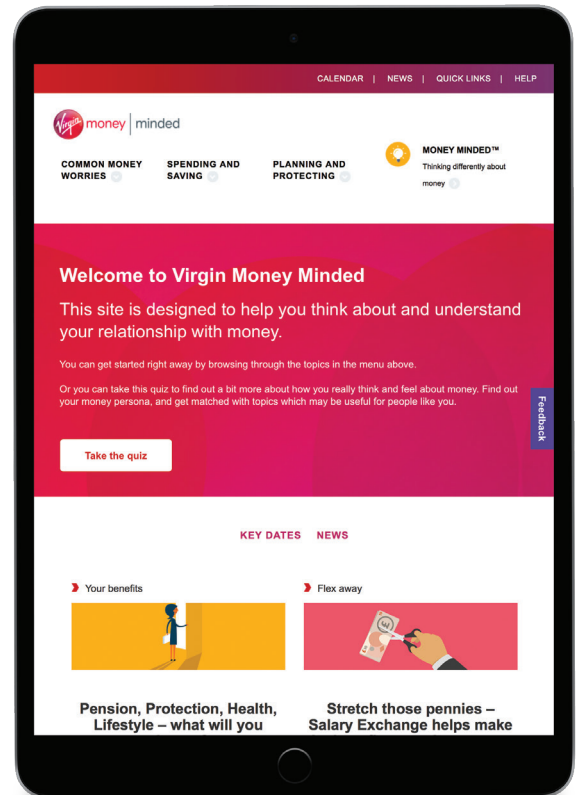 CALENDAR | NEWS | QUICK LINKS | HELP
Virgin money | minded
COMMON MONEY
WORRIES
SPENDING AND
SAVING
PLANNING AND
PROTECTING
MONEY MINDED™
Thinking differently about
money
Welcome to Virgin Money Minded
This site is designed to help you think about and understand
your relationship with money.
You can get started right away by browsing through the topics in the menu above.
Or you can take this quiz to find out a bit more about how you really think and feel about money. Find out
your money persona, and get matched with topics which may be useful for people like you.
Feedback
Take the quiz
KEY DATES NEWS
Your benefits
Flex away
Pension, Protection, Health,
Lifestyle – what will you
Stretch those pennies –
Salary Exchange helps make